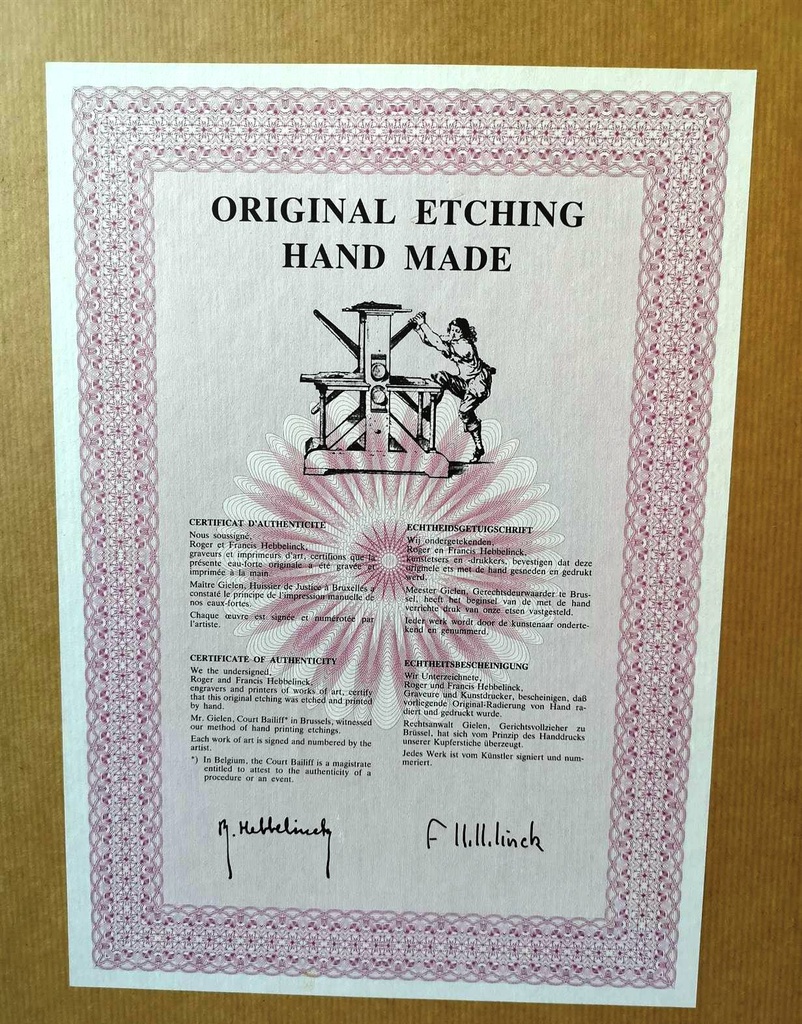 ORIGINAL ETCHING
HAND MADE
CERTIFICAT D'AUTHENTICITE
Nous soussigné,
Roger et Francis Hebbelinck,
graveurs et imprimeurs d'art, certifions que la
présente eau-forte originale a été gravée et
imprimée à la main.
Maître Gielen, Huissier de Justice à Bruxelles a
constaté le principe de l'impression manuelle de
nos eaux-fortes.
Chaque œuvre est signée et numérotée par
l'artiste.
ECHTHEIDSGETUIGSCHRIFT
Wij ondergetekenden,
Roger en Francis Hebbelinck,
kunstetsers en -drukkers, bevestigen dat deze
originele ets met de hand gesneden en gedrukt
werd.
Meester Gielen, Gerechtsdeurwaarder te Brus-
sel, heeft het beginsel van de met de hand
verrichte druk van onze etsen vastgesteld.
Ieder werk wordt door de kunstenaar onderte-
kend en genummerd.
CERTIFICATE OF AUTHENTICITY
We the undersigned,
Roger and Francis Hebbelinck,
engravers and printers of works of art, certify
that this original etching was etched and printed
by hand.
Mr. Gielen, Court Bailiff* in Brussels, witnessed
our method of hand printing etchings.
Each work of art is signed and numbered by the
artist.
*) In Belgium, the Court Bailiff is a magistrate
entitled to attest to the authenticity of a
procedure or an event.
ECHTHEITSBESCHEINIGUNG
Wir Unterzeichnete,
Roger und Francis Hebbelinck,
Graveure und Kunstdrucker, bescheinigen, daß
vorliegende Original-Radierung von Hand ra-
diert und gedruckt wurde.
Rechtsanwalt Gielen, Gerichtsvollzieher zu
Brüssel, hat sich vom Prinzip des Handdrucks
unserer Kupferstiche überzeugt.
Jedes Werk ist vom Künstler signiert und num-
meriert.
R. Hebbelinck